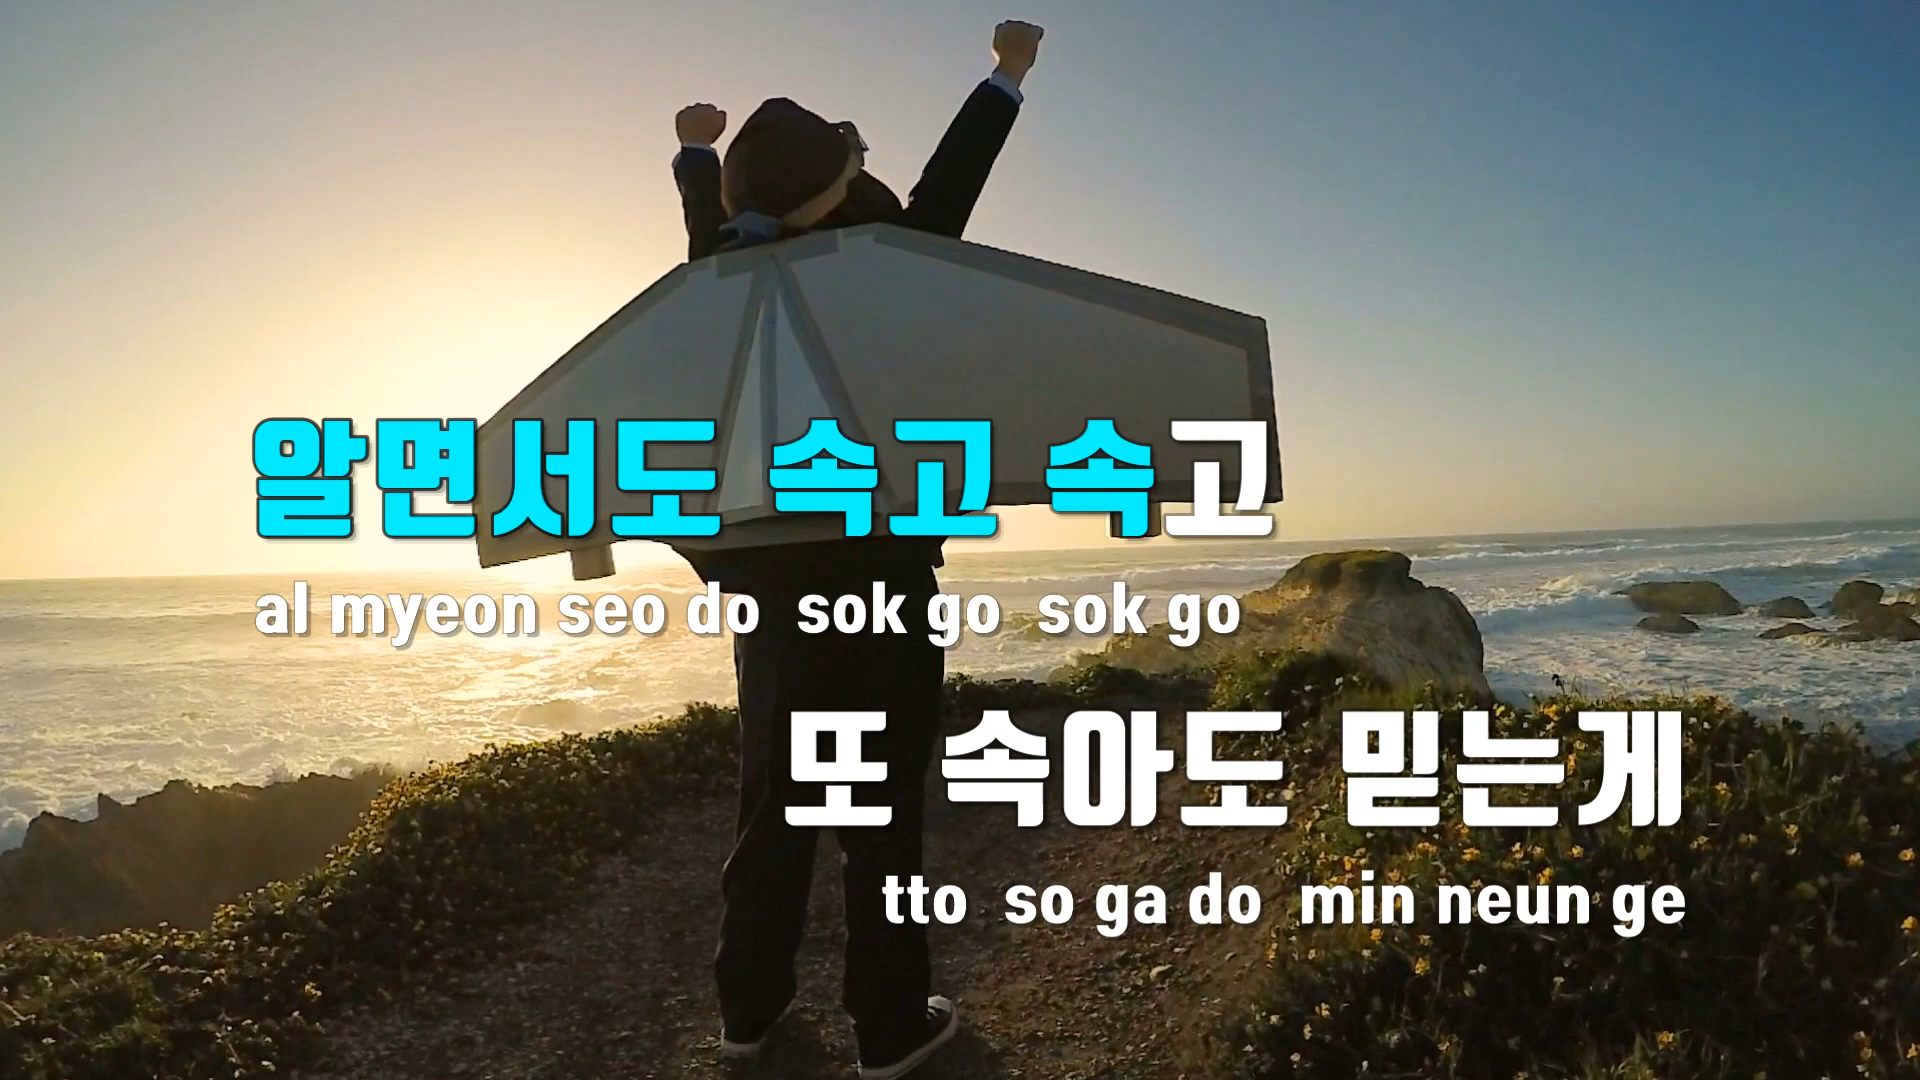 알면서도 속고 속고
al myeon seo do sok go sok go
또 속아도 믿는게
tto so ga do min neun ge